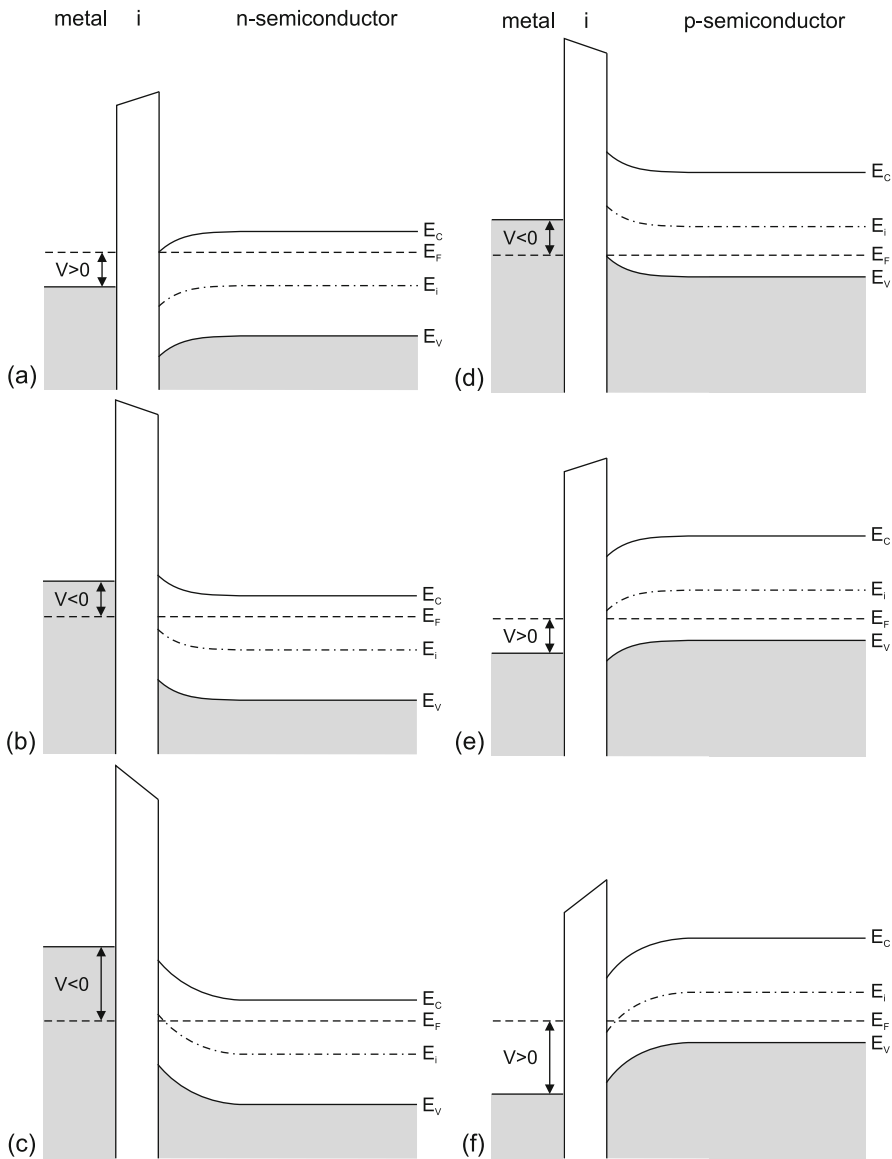 metal i n-semiconductor
E_C
E_F
V>0
E_i
E_V
(a)
V<0
E_C
E_F
E_i
E_V
(b)
V<0
E_C
E_F
E_i
E_V
(c)
metal i p-semiconductor
E_C
V<0
E_i
E_F
E_V
(d)
E_C
E_i
E_F
V>0
E_V
(e)
E_C
E_i
E_F
V>0
E_V
(f)